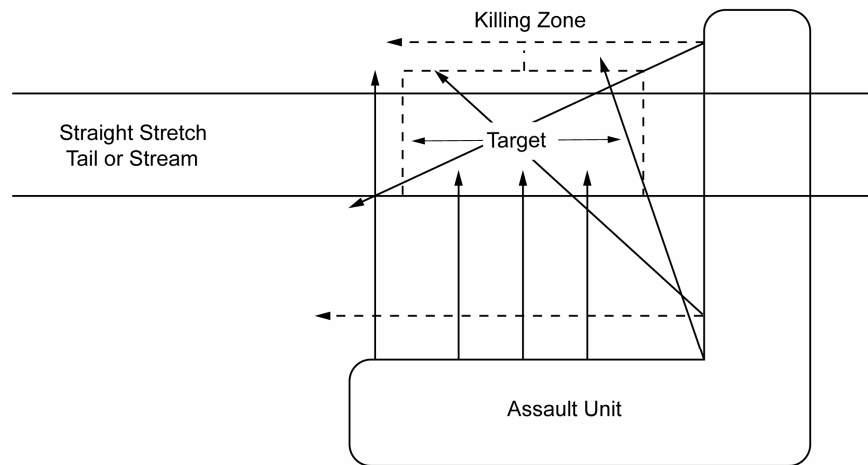 Killing Zone
Straight Stretch
Tail or Stream
Target
Assault Unit